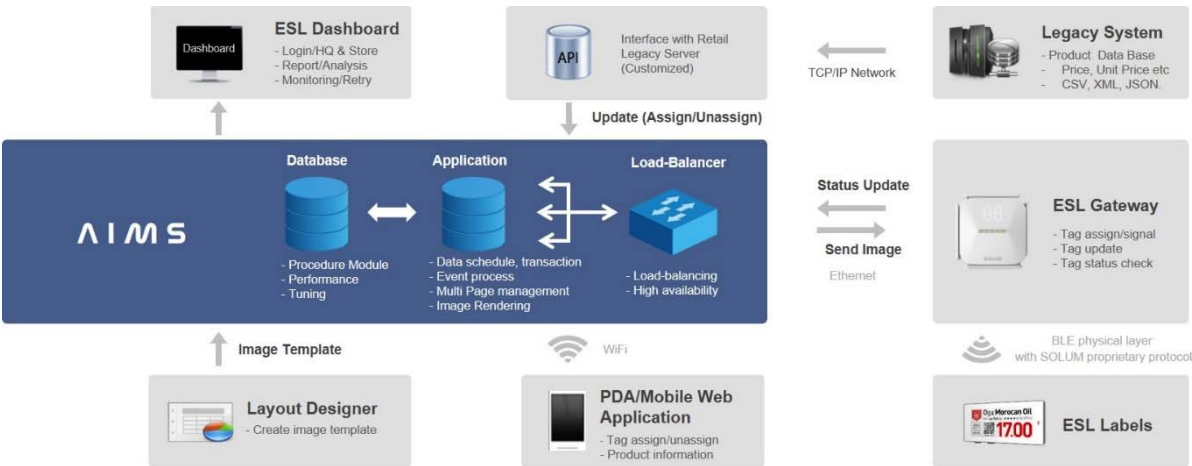 ESL Dashboard
Dashboard
- Login/HQ & Store
- Report/Analysis
- Monitoring/Retry
API
Interface with Retail
Legacy Server
(Customized)
TCP/IP Network
Legacy System
- Product Data Base
- Price, Unit Price etc
- CSV, XML, JSON.
Update (Assign/Unassign)
AIMS
Database
- Procedure Module
- Performance
- Tuning
Application
- Data schedule, transaction
- Event process
- Multi Page management
- Image Rendering
Load-Balancer
- Load-balancing
- High availability
Status Update
Send Image
Ethernet
ESL Gateway
- Tag assign/signal
- Tag update
- Tag status check
Image Template
WiFi
BLE physical layer
with SOLUM proprietary protocol
Layout Designer
- Create image template
PDA/Mobile Web
Application
- Tag assign/unassign
- Product information
Morocan Oil
17.00
ESL Labels